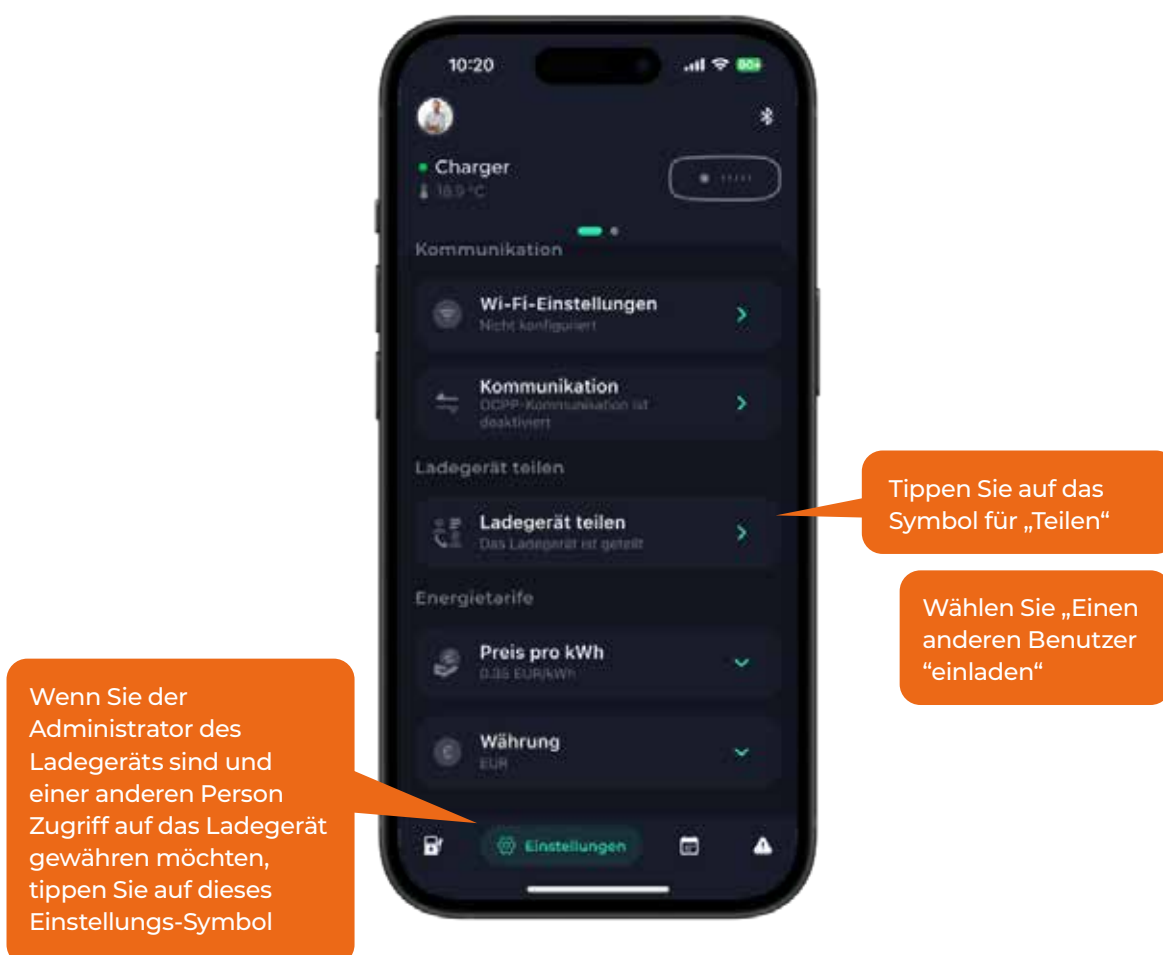 10:20
Charger
18.9 °C
Kommunikation
Wi-Fi-Einstellungen
Nicht konfiguriert
Kommunikation
OCPP-Kommunikation ist
deaktiviert
Ladegerät teilen
Ladegerät teilen
Das Ladegerät ist geteilt
Energietarife
Preis pro kWh
0.35 EUR/kWh
Währung
EUR
Einstellungen
Tippen Sie auf das
Symbol für „Teilen“
Wählen Sie „Einen
anderen Benutzer
“einladen“
Wenn Sie der
Administrator des
Ladegeräts sind und
einer anderen Person
Zugriff auf das Ladegerät
gewähren möchten,
tippen Sie auf dieses
Einstellungs-Symbol